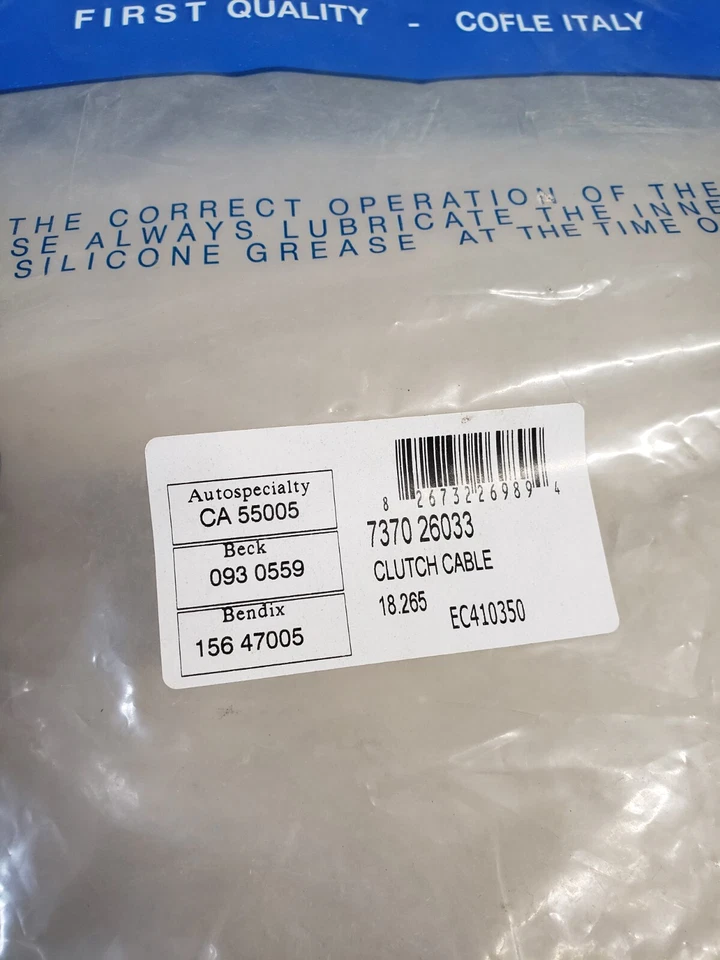 FIRST QUALITY - COFLE ITALY
THE CORRECT OPERATION OF THE
SE ALWAYS LUBRICATE THE INNE
SILICONE GREASE AT THE TIME O
Autospecialty
CA 55005
Beck
093 0559
Bendix
156 47005
8 26732 26989 4
7370 26033
CLUTCH CABLE
18.265 EC410350